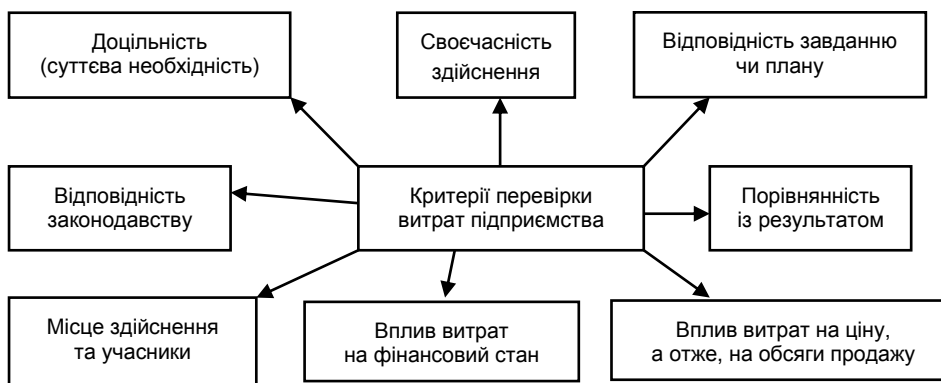 Доцільність
(суттєва необхідність)
Своєчасність
здійснення
Відповідність завданню
чи плану
Відповідність
законодавству
Критерії перевірки
витрат підприємства
Порівнянність
із результатом
Місце здійснення
та учасники
Вплив витрат
на фінансовий стан
Вплив витрат на ціну,
а отже, на обсяги продажу